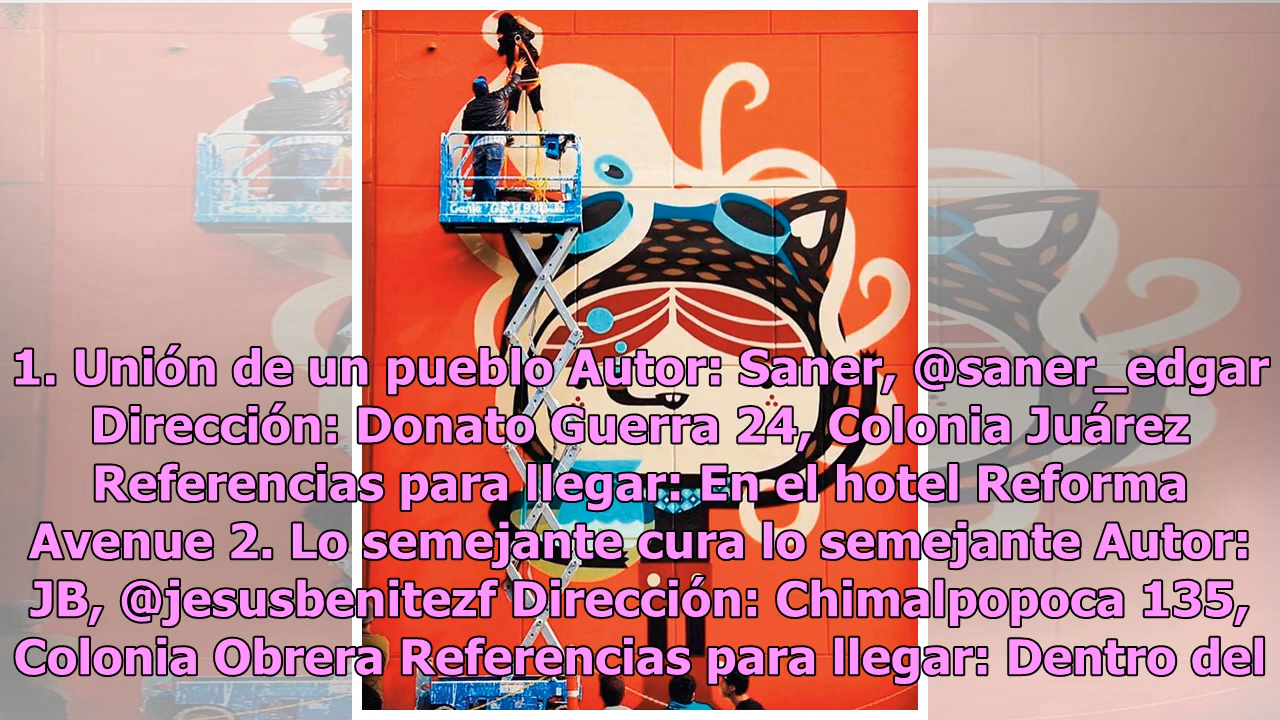 Genie
1. Unión de un pueblo Autor: Saner, @saner_edgar
Dirección: Donato Guerra 24, Colonia Juárez
Referencias para llegar: En el hotel Reforma
Avenue 2. Lo semejante cura lo semejante Autor:
JB, @jesusbenitezf Dirección: Chimalpopoca 135,
Colonia Obrera Referencias para llegar: Dentro del